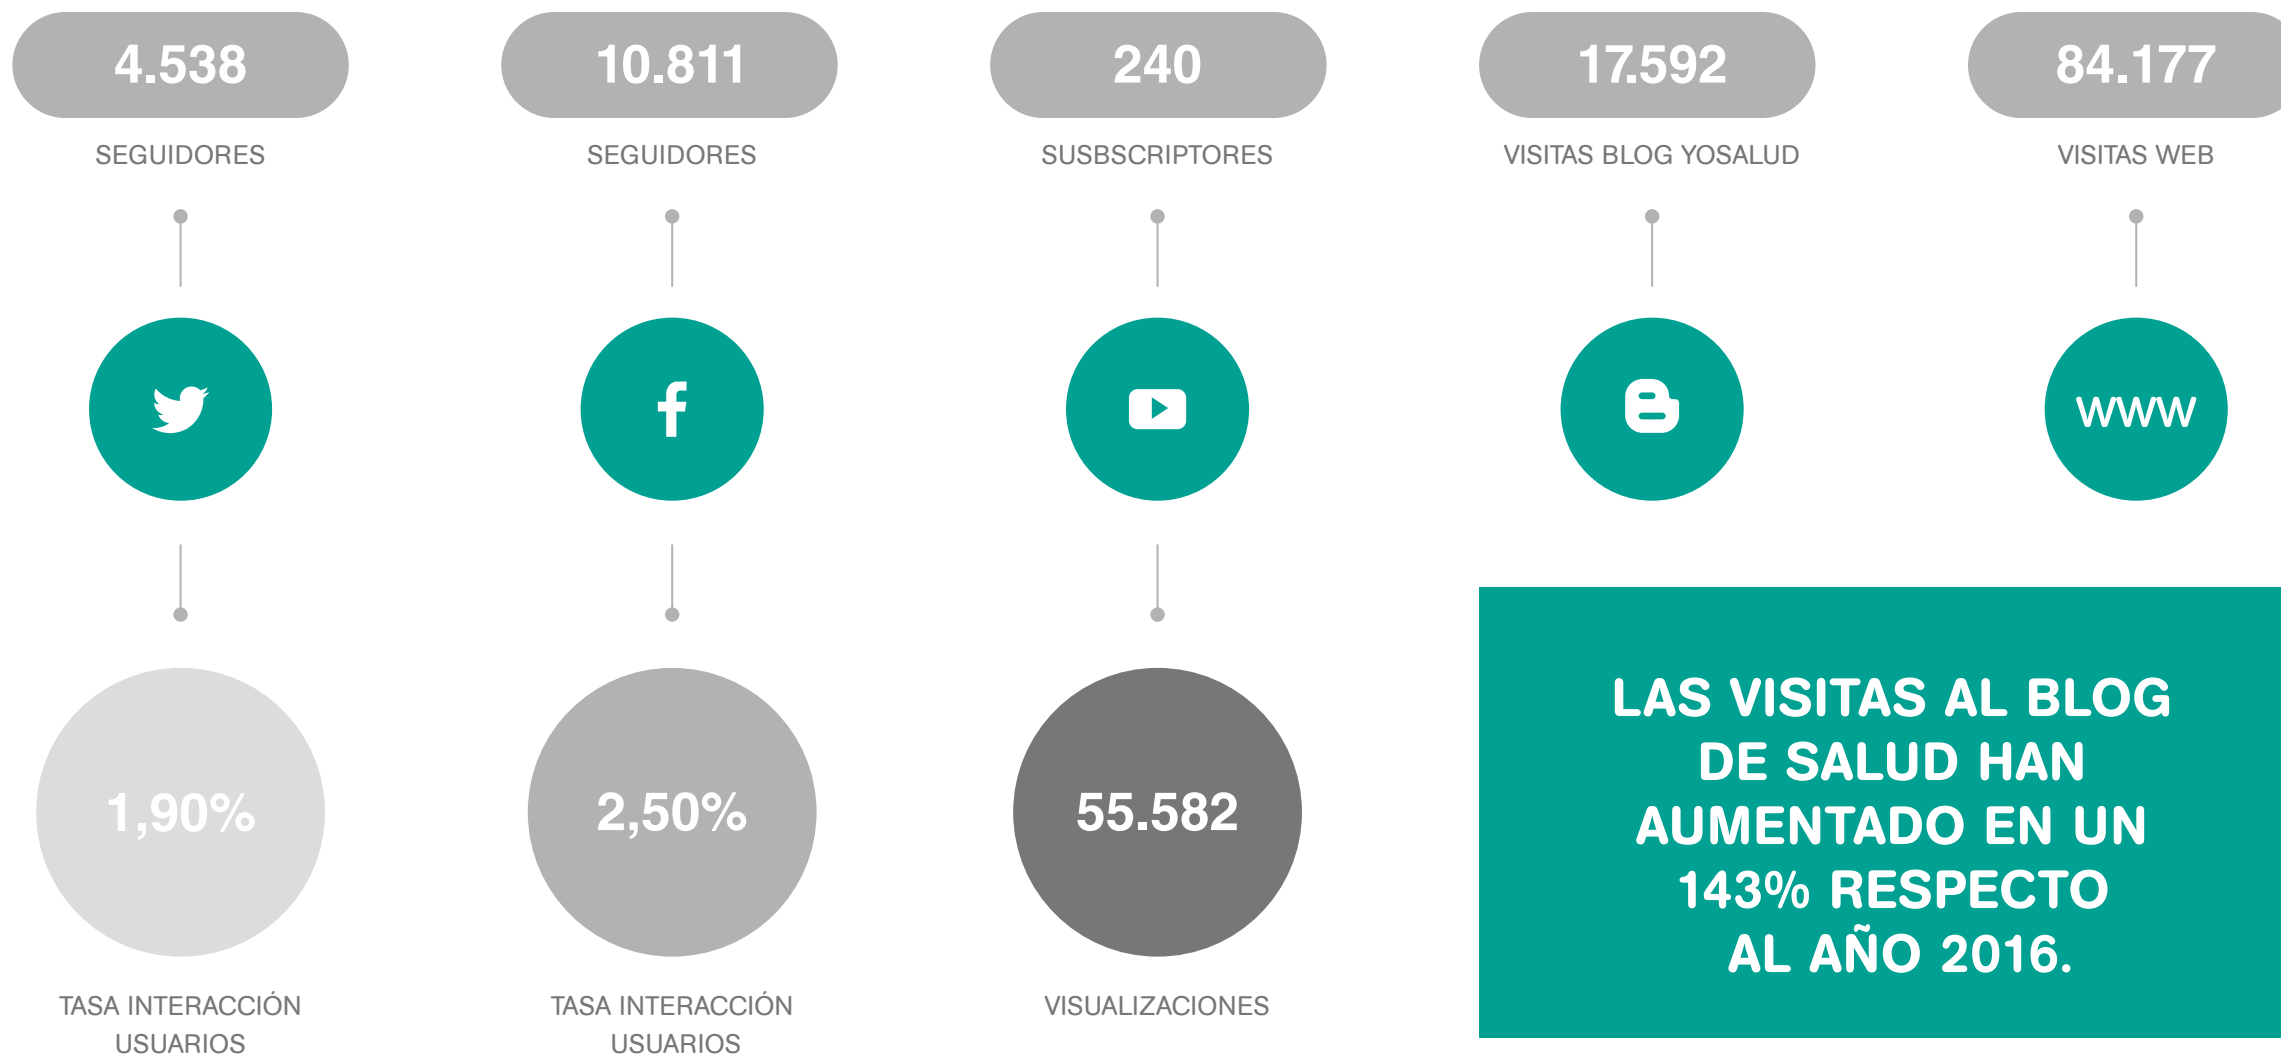 4.538
SEGUIDORES
10.811
SEGUIDORES
240
SUSBSCRIPTORES
17.592
VISITAS BLOG YOSALUD
84.177
VISITAS WEB
www
1,90%
TASA INTERACCIÓN
USUARIOS
2,50%
TASA INTERACCIÓN
USUARIOS
55.582
VISUALIZACIONES
LAS VISITAS AL BLOG
DE SALUD HAN
AUMENTADO EN UN
143% RESPECTO
AL AÑO 2016.